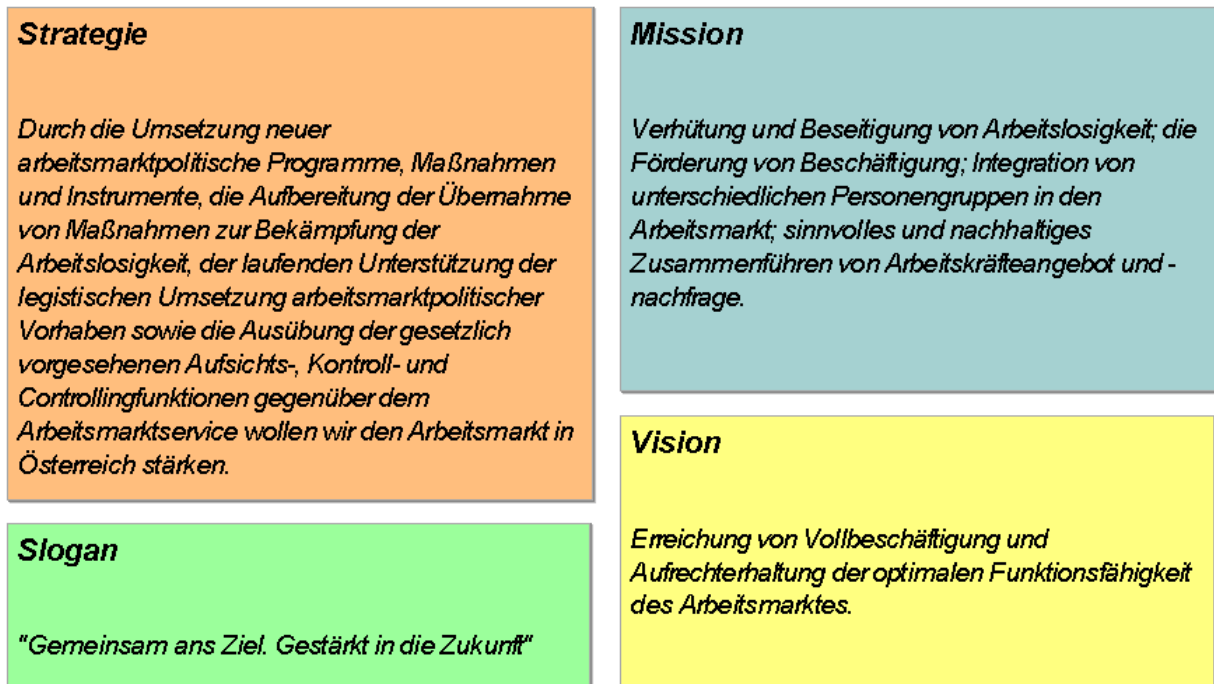 Strategie
Durch die Umsetzung neuer
arbeitsmarktpolitische Programme, Maßnahmen
und Instrumente, die Aufbereitung der Übernahme
von Maßnahmen zur Bekämpfung der
Arbeitslosigkeit, der laufenden Unterstützung der
legistischen Umsetzung arbeitsmarktpolitischer
Vorhaben sowie die Ausübung der gesetzlich
vorgesehenen Aufsichts-, Kontroll- und
Controllingfunktionen gegenüber dem
Arbeitsmarktservice wollen wir den Arbeitsmarkt in
Österreich stärken.
Slogan
"Gemeinsam ans Ziel. Gestärkt in die Zukunft"
Mission
Verhütung und Beseitigung von Arbeitslosigkeit; die
Förderung von Beschäftigung; Integration von
unterschiedlichen Personengruppen in den
Arbeitsmarkt; sinnvolles und nachhaltiges
Zusammenführen von Arbeitskräfteangebot und -
nachfrage.
Vision
Erreichung von Vollbeschäftigung und
Aufrechterhaltung der optimalen Funktionsfähigkeit
des Arbeitsmarktes.